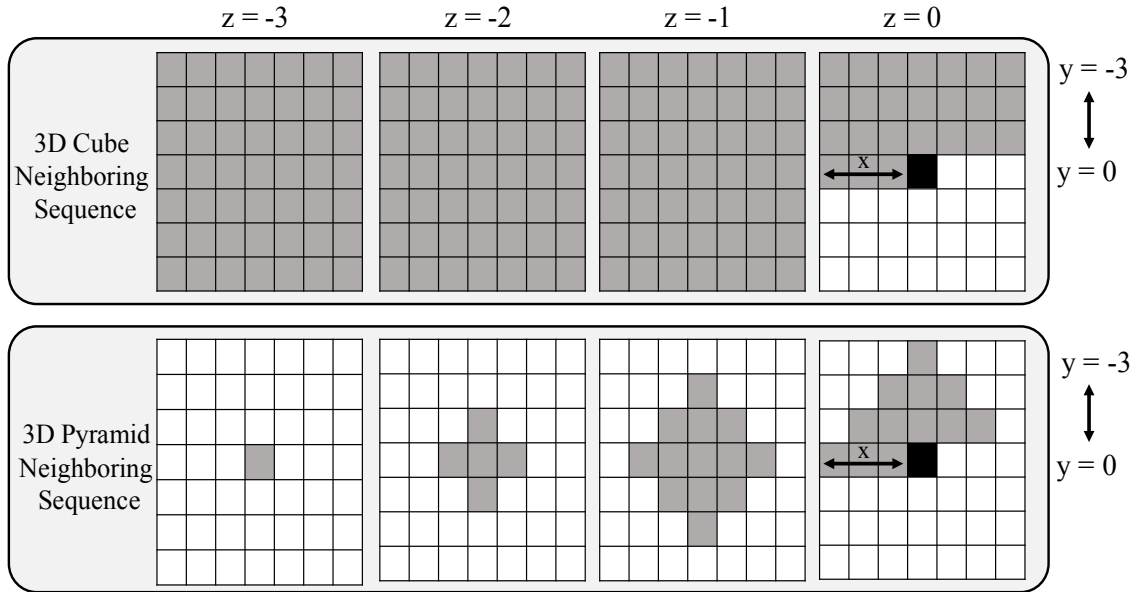 z = -3
z = -2
z = -1
z = 0
3D Cube
Neighboring
Sequence
x
y = -3
y = 0
3D Pyramid
Neighboring
Sequence
x
y = -3
y = 0